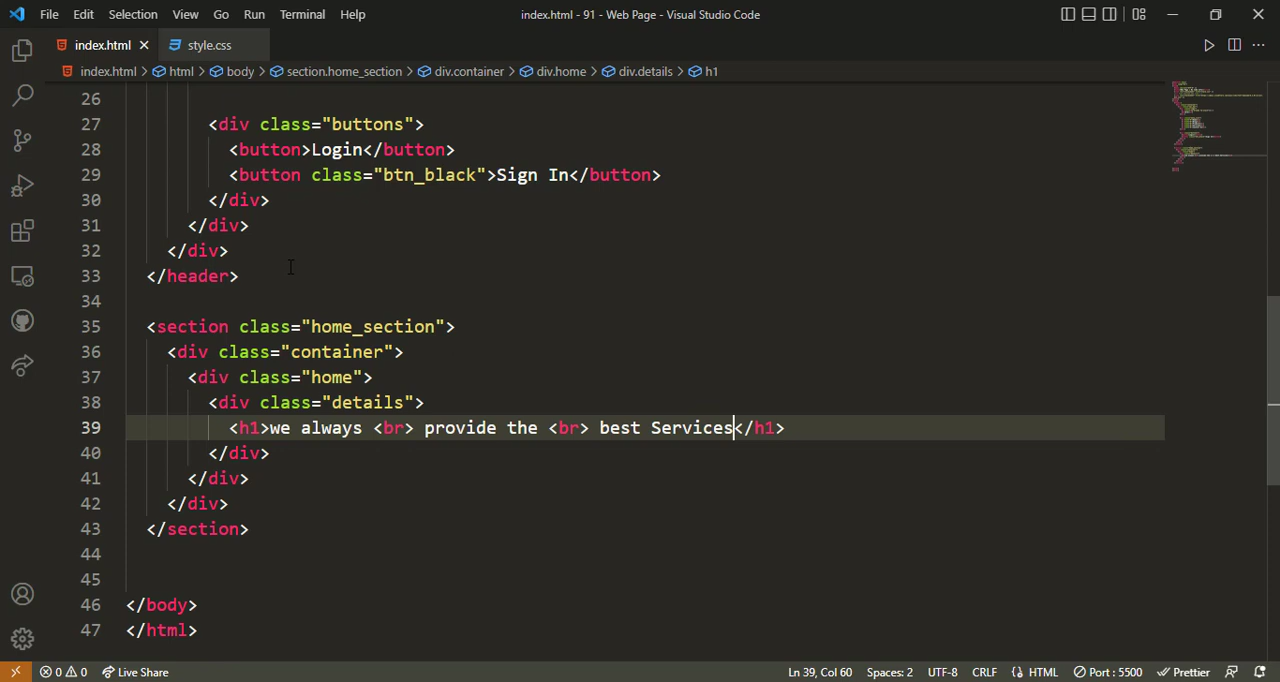 File Edit Selection View Go Run Terminal Help index.html - 91 - Web Page - Visual Studio Code
index.html style.css
index.html > html > body > section.home_section > div.container > div.home > div.details > h1
26
27 <div class="buttons">
28 <button>Login</button>
29 <button class="btn_black">Sign In</button>
30 </div>
31 </div>
32 </div>
33 </header>
34
35 <section class="home_section">
36 <div class="container">
37 <div class="home">
38 <div class="details">
39 <h1>we always <br> provide the <br> best Services</h1>
40 </div>
41 </div>
42 </div>
43 </section>
44
45
46 </body>
47 </html>
0 0 Live Share Ln 39, Col 60 Spaces: 2 UTF-8 CRLF HTML Port : 5500 Prettier